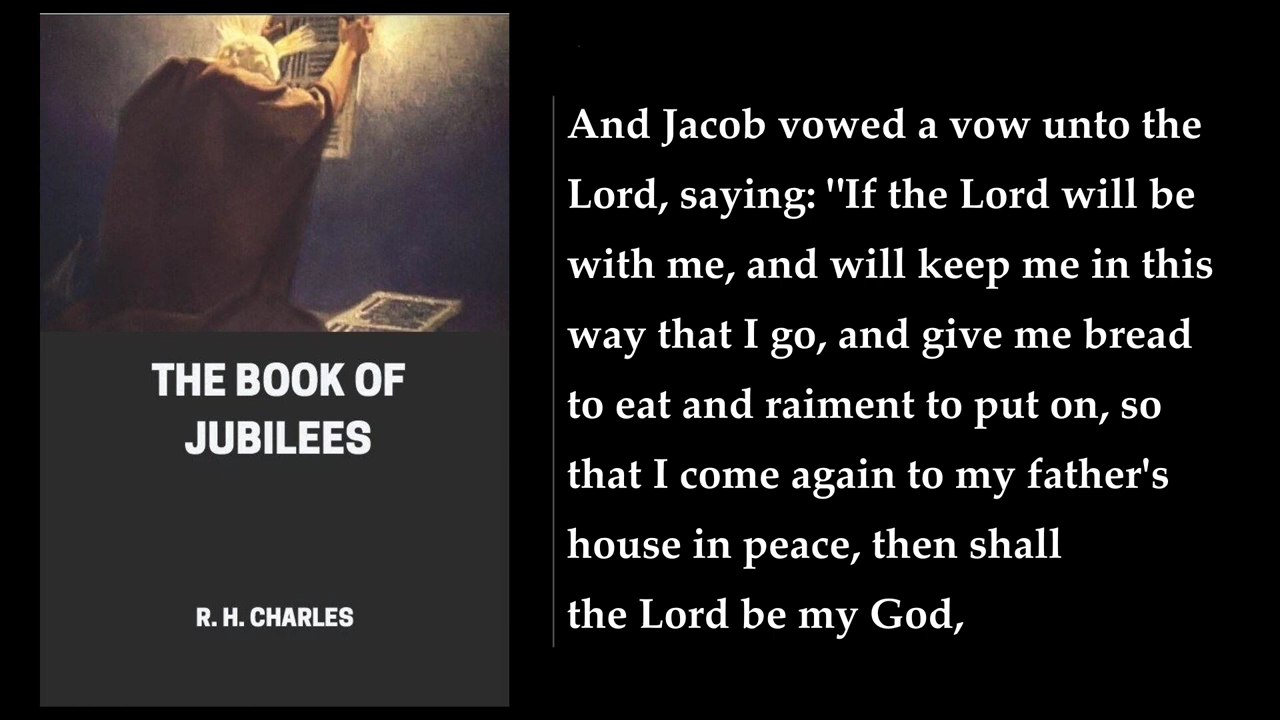 THE BOOK OF
JUBILEES
R. H. CHARLES
And Jacob vowed a vow unto the
Lord, saying: "If the Lord will be
with me, and will keep me in this
way that I go, and give me bread
to eat and raiment to put on, so
that I come again to my father's
house in peace, then shall
the Lord be my God,